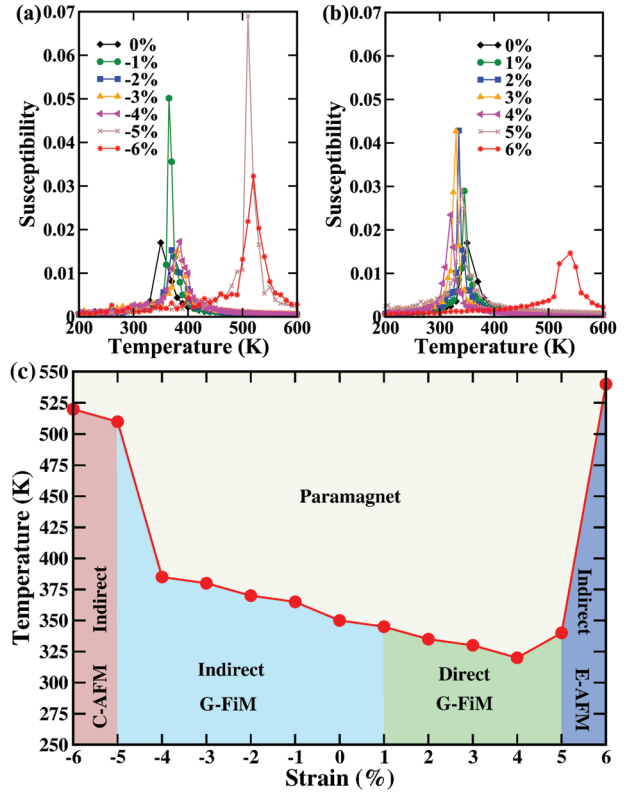 (a)
0.07
0.06
0.05
0.04
0.03
0.02
0.01
0
Susceptibility
0%
-1%
-2%
-3%
-4%
-5%
-6%
200 300 400 500 600
Temperature (K)
(b)
0.07
0.06
0.05
0.04
0.03
0.02
0.01
0
Susceptibility
0%
1%
2%
3%
4%
5%
6%
200 300 400 500 600
Temperature (K)
(c)
550
525
500
475
450
425
400
375
350
325
300
275
250
Temperature (K)
Paramagnet
C-AFM Indirect
Indirect
G-FiM
Direct
G-FiM
E-AFM Indirect
-6 -5 -4 -3 -2 -1 0 1 2 3 4 5 6
Strain (%)